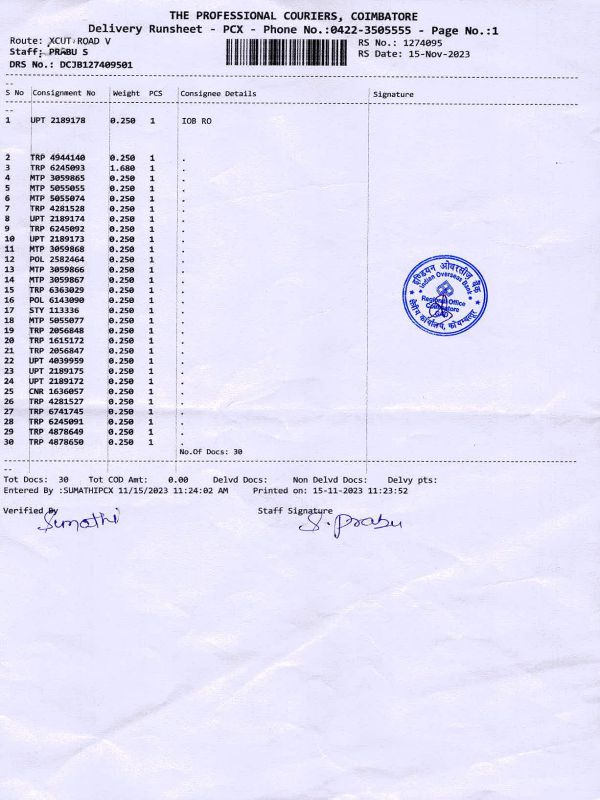 THE PROFESSIONAL COURIERS, COIMBATORE
Delivery Runsheet - PCX - Phone No.:0422-3505555 - Page No.:1
Route: XCUT ROAD V
RS No.: 1274095
Staff: PRABU S
RS Date: 15-Nov-2023
DRS No.: DCJB127409501
S No Consignment No Weight PCS Consignee Details Signature
1 UPT 2189178 0.250 1 IOB RO
2 TRP 4944140 0.250 1 .
3 TRP 6245093 1.680 1 .
4 MTP 3059865 0.250 1 .
5 MTP 5055055 0.250 1 .
6 MTP 5055074 0.250 1 .
7 TRP 4281528 0.250 1 .
8 UPT 2189174 0.250 1 .
9 TRP 6245092 0.250 1 .
10 UPT 2189173 0.250 1 .
11 MTP 3059868 0.250 1 .
12 POL 2582464 0.250 1 .
13 MTP 3059866 0.250 1 .
14 MTP 3059867 0.250 1 .
15 TRP 6363029 0.250 1 .
16 POL 6143090 0.250 1 .
17 STY 113336 0.250 1 .
18 MTP 5055077 0.250 1 .
19 TRP 2056848 0.250 1 .
20 TRP 1615172 0.250 1 .
21 TRP 2056847 0.250 1 .
22 UPT 4039959 0.250 1 .
23 UPT 2189175 0.250 1 .
24 UPT 2189172 0.250 1 .
25 CNR 1636057 0.250 1 .
26 TRP 4281527 0.250 1 .
27 TRP 6741745 0.250 1 .
28 TRP 6245091 0.250 1 .
29 TRP 4878649 0.250 1 .
30 TRP 4878650 0.250 1 .
इण्डियन ओवरसीज़ बैंक
Indian Overseas Bank
Regional Office
Coimbatore
क्षेत्रीय कार्यालय, कोयम्बत्तूर
No.Of Docs: 30
Tot Docs: 30 Tot COD Amt: 0.00 Delvd Docs: Non Delvd Docs: Delvy pts:
Entered By :SUMATHIPCX 11/15/2023 11:24:02 AM Printed on: 15-11-2023 11:23:52
Verified By Staff Signature
Sumathi S. Prabu